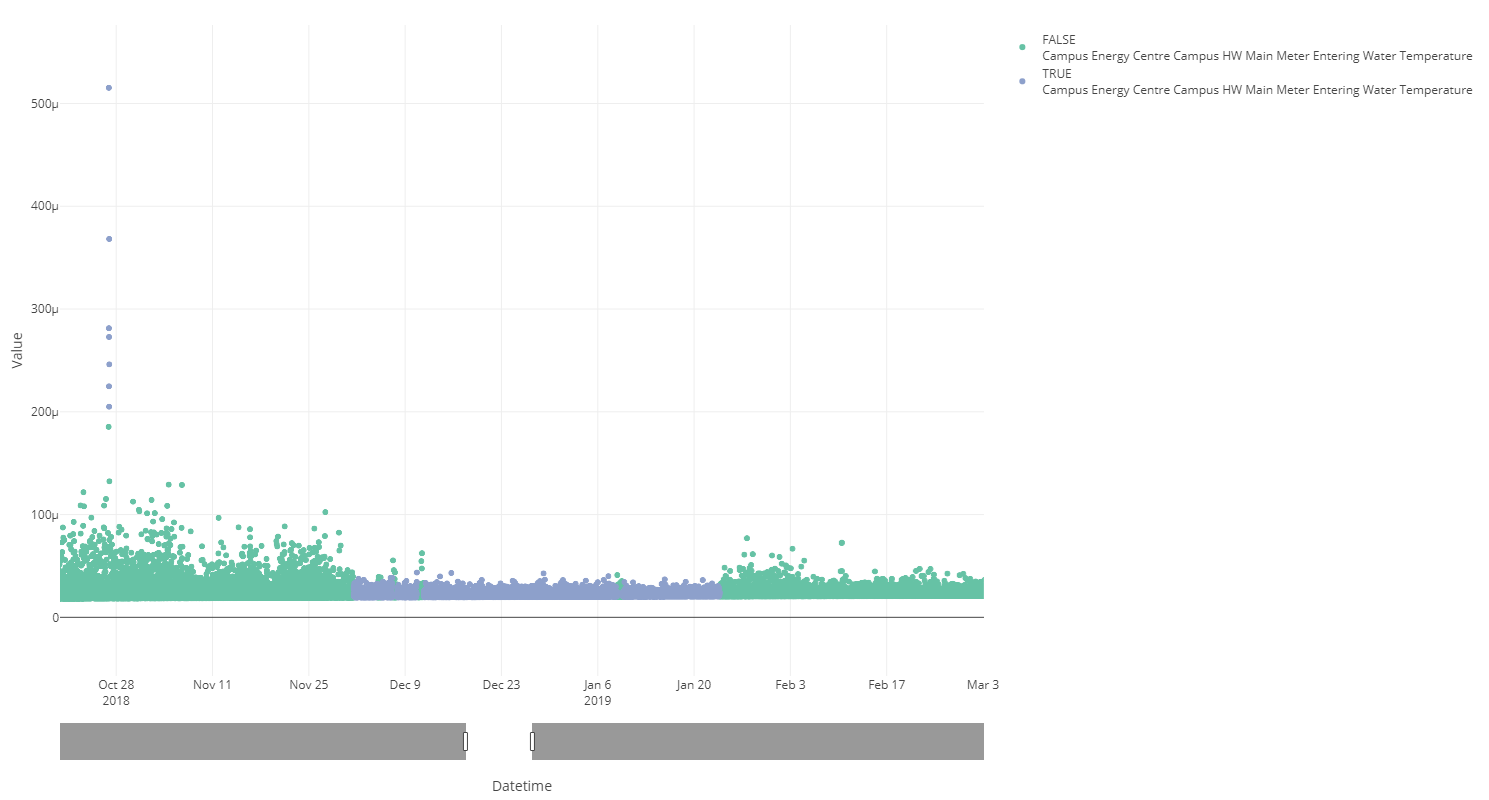 FALSE
Campus Energy Centre Campus HW Main Meter Entering Water Temperature
TRUE
Campus Energy Centre Campus HW Main Meter Entering Water Temperature
500μ
400μ
300μ
200μ
100μ
0
Value
Oct 28 Nov 11 Nov 25 Dec 9 Dec 23 Jan 6 Jan 20 Feb 3 Feb 17 Mar 3
2018 2019
Datetime